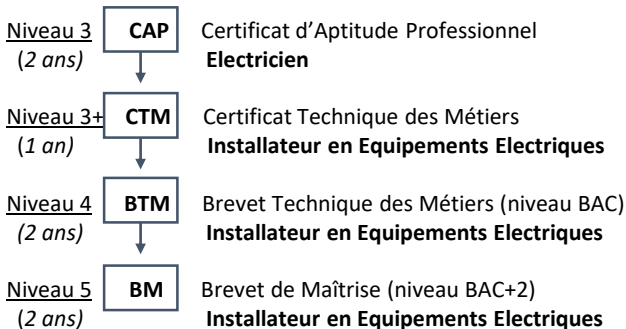 Niveau 3 CAP Certificat d’Aptitude Professionnel
(2 ans) Electricien
Niveau 3+ CTM Certificat Technique des Métiers
(1 an) Installateur en Equipements Electriques
Niveau 4 BTM Brevet Technique des Métiers (niveau BAC)
(2 ans) Installateur en Equipements Electriques
Niveau 5 BM Brevet de Maîtrise (niveau BAC+2)
(2 ans) Installateur en Equipements Electriques